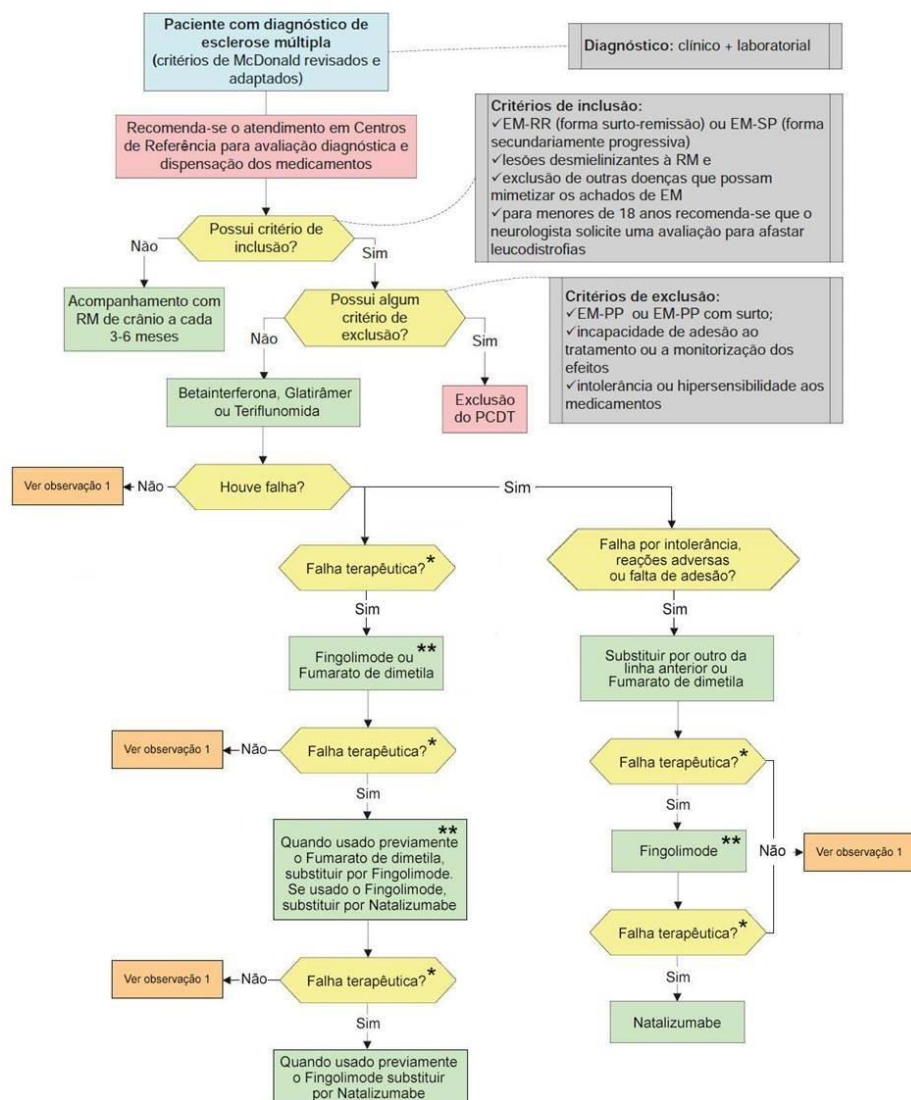 Paciente com diagnóstico de
esclerose múltipla
(critérios de McDonald revisados e
adaptados)
Diagnóstico: clínico + laboratorial
Recomenda-se o atendimento em Centros
de Referência para avaliação diagnóstica e
dispensação dos medicamentos
Critérios de inclusão:
✓EM-RR (forma surto-remissão) ou EM-SP (forma
secundariamente progressiva)
✓lesões desmielinizantes à RM e
✓exclusão de outras doenças que possam
mimetizar os achados de EM
✓para menores de 18 anos recomenda-se que o
neurologista solicite uma avaliação para afastar
leucodistrofias
Possui critério de
inclusão?
Não
Sim
Acompanhamento com
RM de crânio a cada
3-6 meses
Possui algum
critério de
exclusão?
Critérios de exclusão:
✓EM-PP ou EM-PP com surto;
✓incapacidade de adesão ao
tratamento ou a monitorização dos
efeitos
✓intolerância ou hipersensibilidade aos
medicamentos
Não
Sim
Betainterferona, Glatirâmer
ou Teriflunomida
Exclusão
do PCDT
Houve falha?
Não
Ver observação 1
Sim
Falha terapêutica?*
Falha por intolerância,
reações adversas
ou falta de adesão?
Sim
Sim
Fingolimode ou **
Fumarato de dimetila
Substituir por outro da
linha anterior ou
Fumarato de dimetila
Falha terapêutica?*
Não
Ver observação 1
Falha terapêutica?*
Sim
Sim
Quando usado previamente **
o Fumarato de dimetila,
substituir por Fingolimode.
Se usado o Fingolimode,
substituir por Natalizumabe
Fingolimode **
Não
Ver observação 1
Falha terapêutica?*
Falha terapêutica?*
Não
Ver observação 1
Sim
Sim
Quando usado previamente
o Fingolimode substituir
por Natalizumabe
Natalizumabe